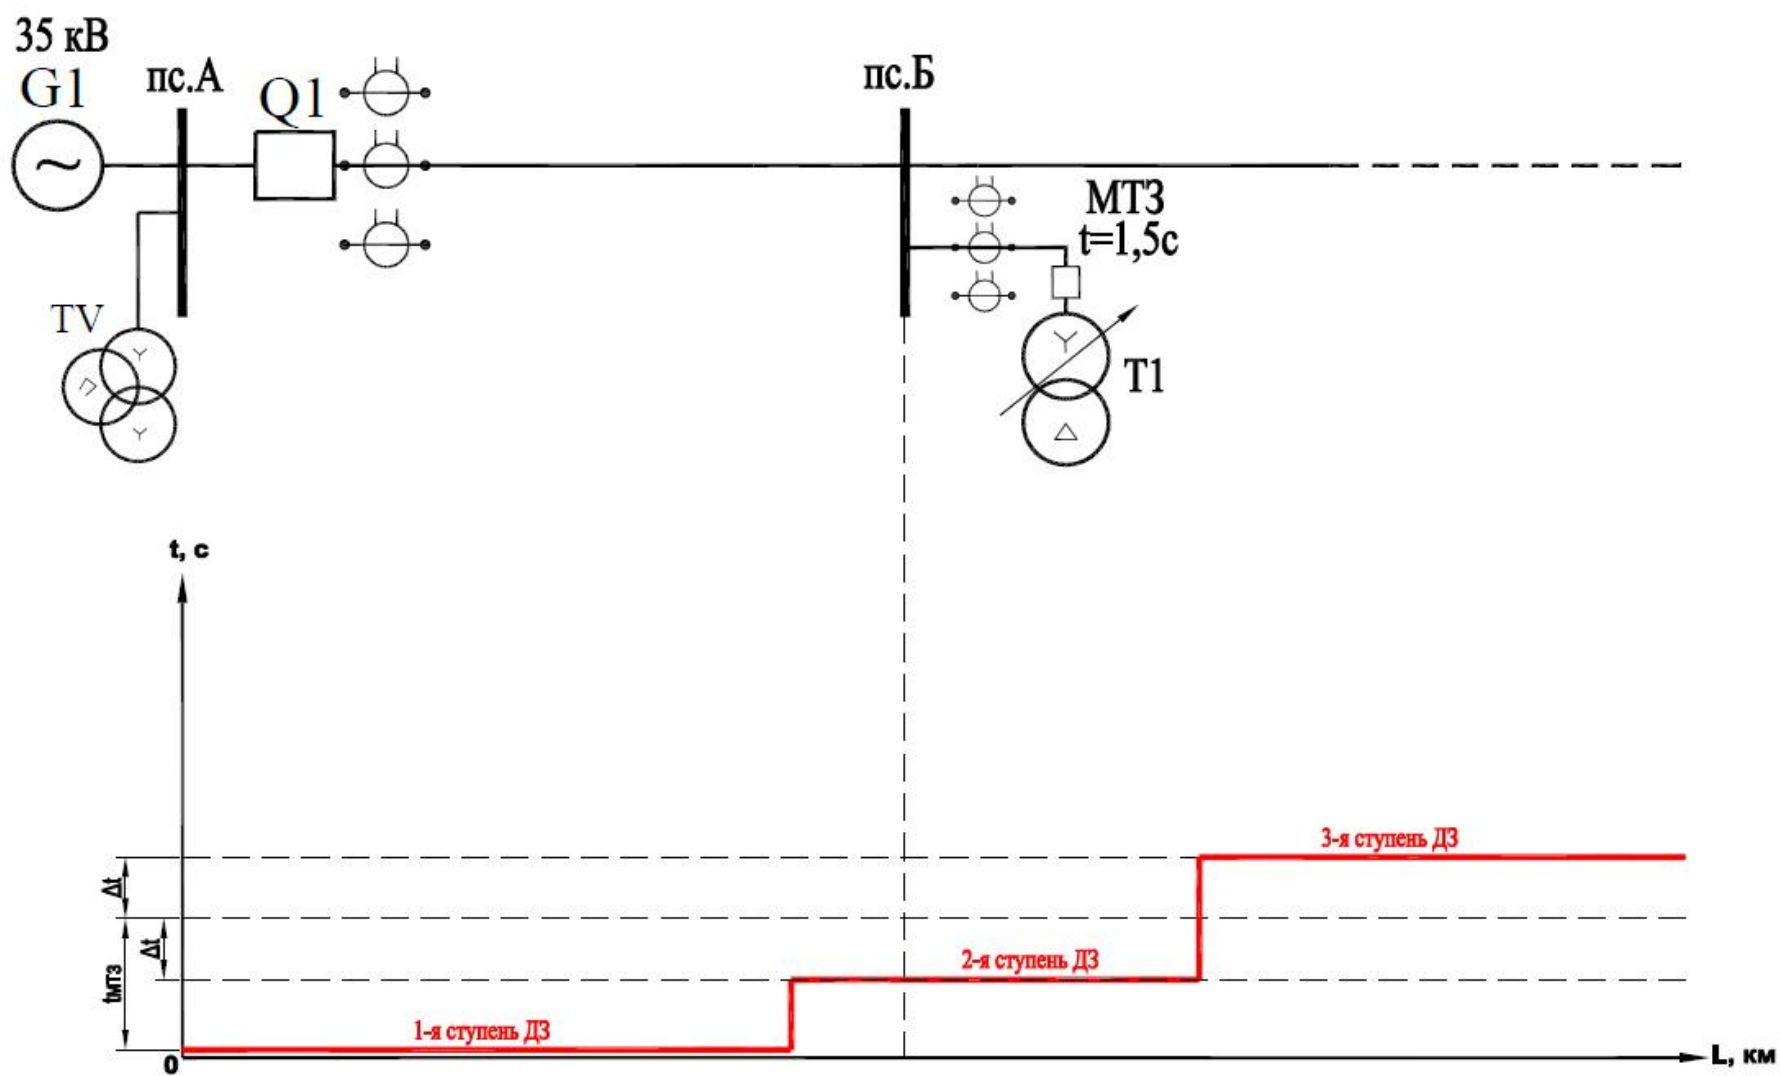 35 кВ
G1
пс.А
Q1
пс.Б
МТЗ
t=1,5с
TV
Т1
t, с
3-я ступень ДЗ
Δt
Δt
2-я ступень ДЗ
tмтз
1-я ступень ДЗ
0
L, км